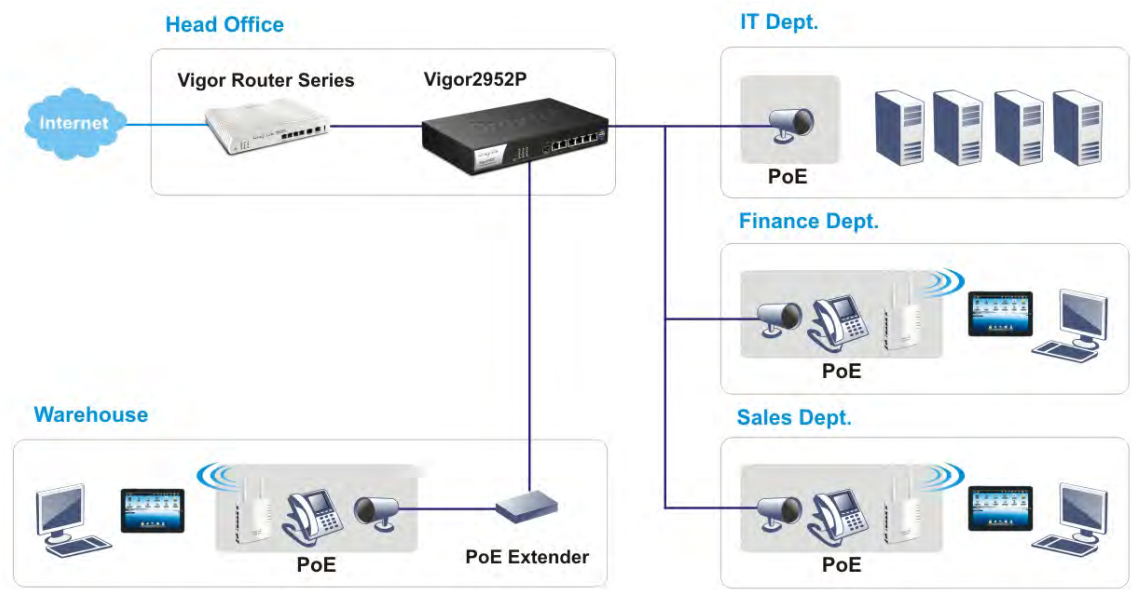 Head Office
IT Dept.
Vigor Router Series
Vigor2952P
Internet
PoE
Finance Dept.
PoE
Warehouse
Sales Dept.
PoE Extender
PoE
PoE